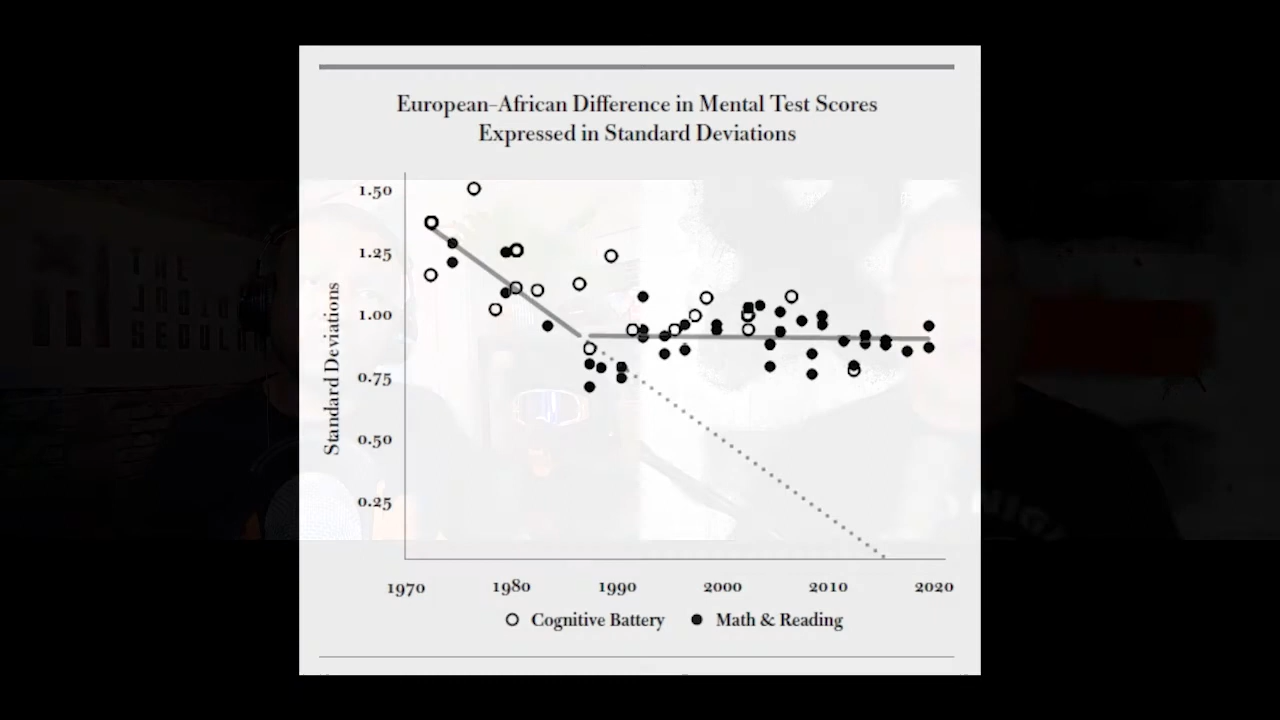 European–African Difference in Mental Test Scores
Expressed in Standard Deviations
Standard Deviations
1.50
1.25
1.00
0.75
0.50
0.25
1970 1980 1990 2000 2010 2020
Cognitive Battery Math & Reading